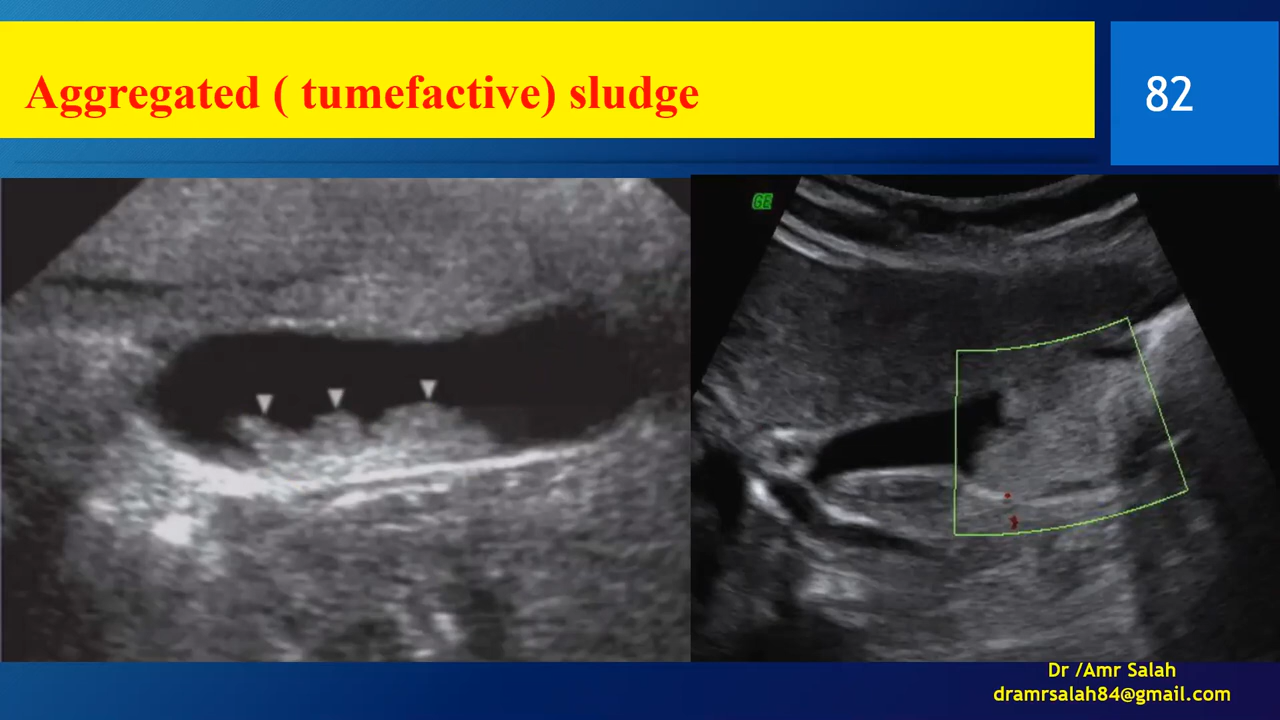 Aggregated ( tumefactive) sludge
82
GE
Dr /Amr Salah
dramrsalah84@gmail.com